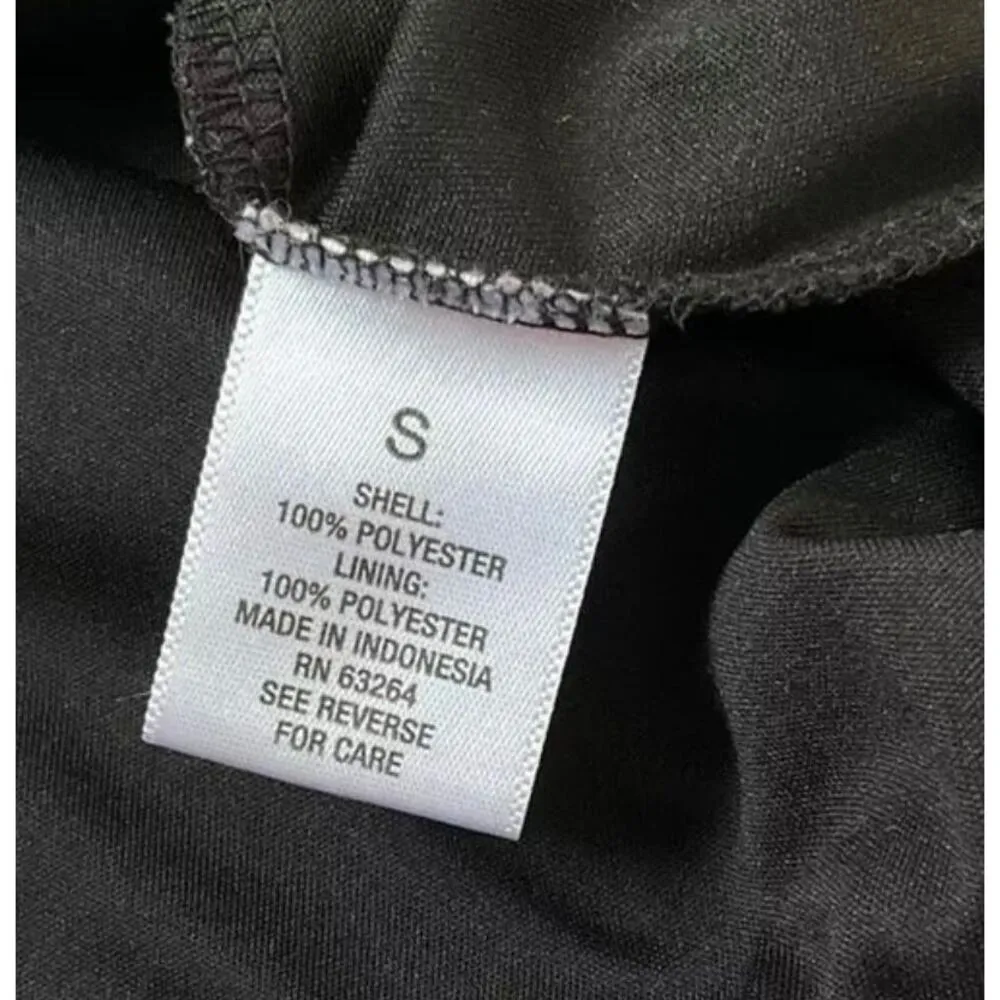 S
SHELL:
100% POLYESTER
LINING:
100% POLYESTER
MADE IN INDONESIA
RN 63264
SEE REVERSE
FOR CARE